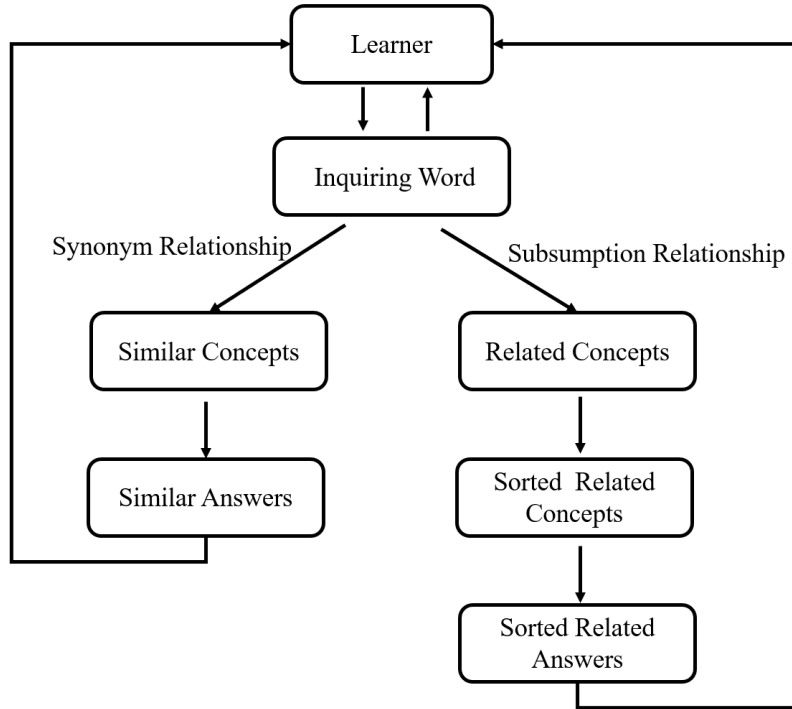 Learner
Inquiring Word
Synonym Relationship
Subsumption Relationship
Similar Concepts
Related Concepts
Similar Answers
Sorted Related
Concepts
Sorted Related
Answers